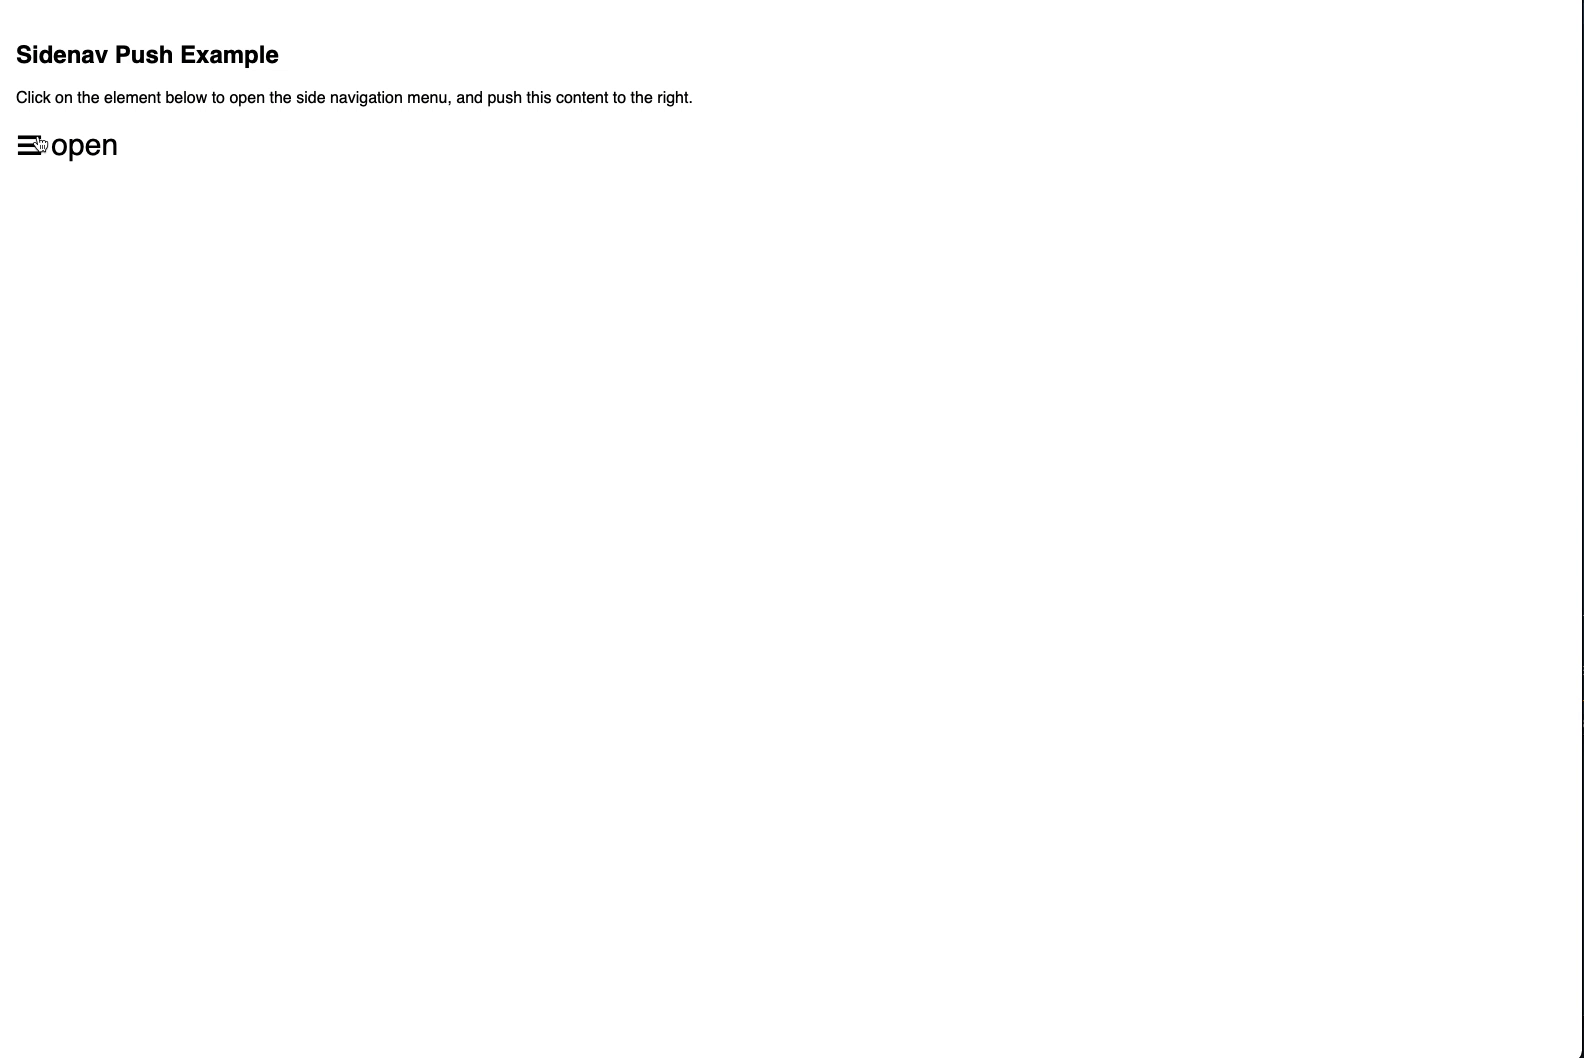 Sidenav Push Example
Click on the element below to open the side navigation menu, and push this content to the right.
☰ open